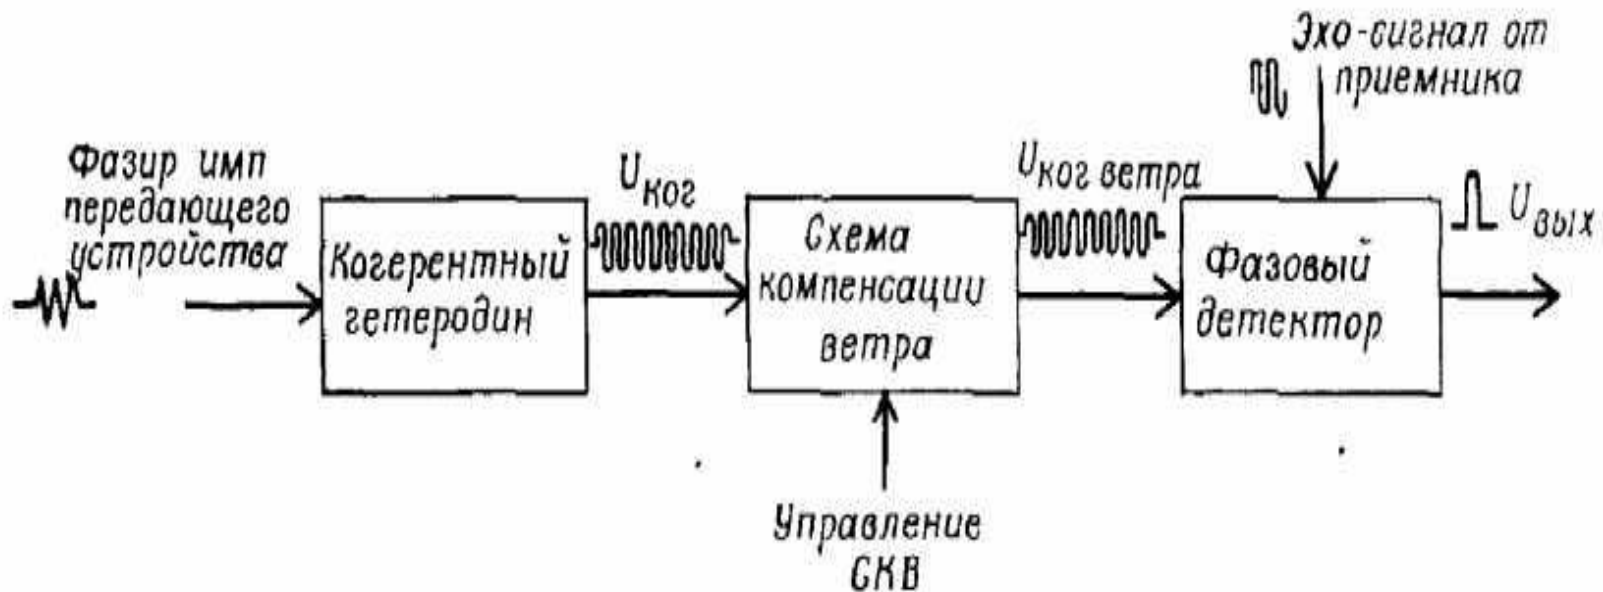 Эхо-сигнал от
приемника
Фазир имп
передающего
устройства
Uког
Uког ветра
Uвых
Когерентный
гетеродин
Схема
компенсации
ветра
Фазовый
детектор
Управление
СКВ